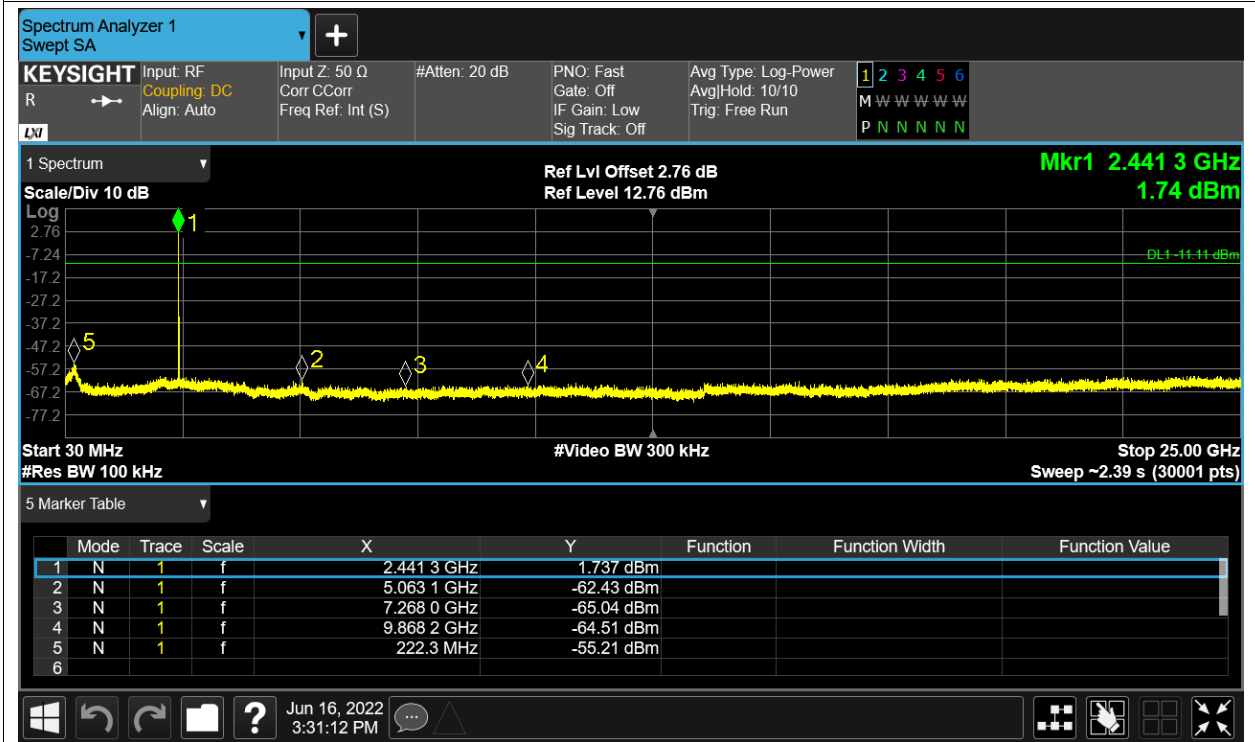 Spectrum Analyzer 1
Swept SA
+
KEYSIGHT Input: RF Input Z: 50 Ω #Atten: 20 dB PNO: Fast Avg Type: Log-Power 1 2 3 4 5 6
R Coupling: DC Corr CCorr Gate: Off Avg|Hold: 10/10 M W W W W W
Align: Auto Freq Ref: Int (S) IF Gain: Low Trig: Free Run
LXI Sig Track: Off P N N N N N
1 Spectrum Ref Lvl Offset 2.76 dB Mkr1 2.441 3 GHz
Scale/Div 10 dB Ref Level 12.76 dBm 1.74 dBm
Log
1
2.76
-7.24 DL1 -11.11 dBm
-17.2
-27.2
-37.2
-47.2 5
2 3 4
-57.2
-67.2
-77.2
Start 30 MHz #Video BW 300 kHz Stop 25.00 GHz
#Res BW 100 kHz Sweep ~2.39 s (30001 pts)
5 Marker Table
Mode Trace Scale X Y Function Function Width Function Value
1 N 1 f 2.441 3 GHz 1.737 dBm
2 N 1 f 5.063 1 GHz -62.43 dBm
3 N 1 f 7.268 0 GHz -65.04 dBm
4 N 1 f 9.868 2 GHz -64.51 dBm
5 N 1 f 222.3 MHz -55.21 dBm
6
? Jun 16, 2022
3:31:12 PM